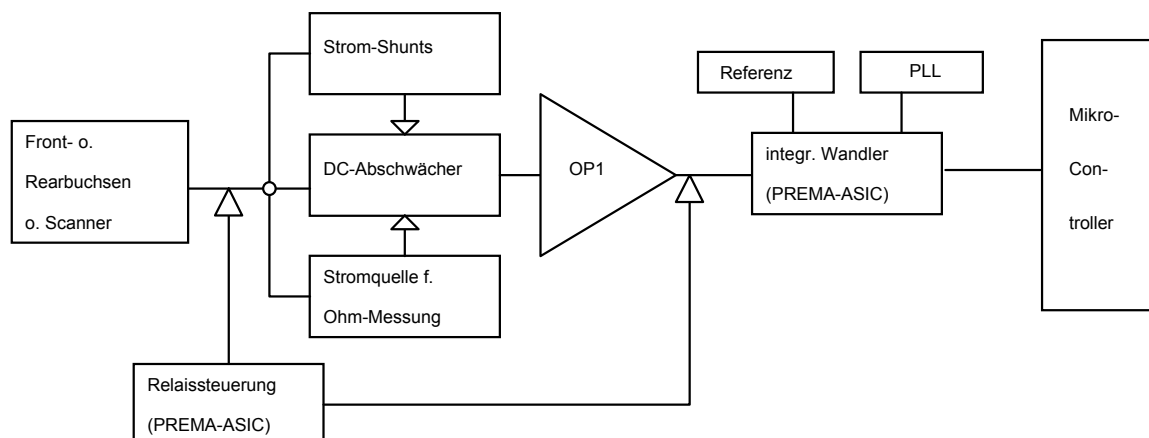 Strom-Shunts
Referenz
PLL
Front- o.
Rearbuchsen
o. Scanner
DC-Abschwächer
OP1
integr. Wandler
(PREMA-ASIC)
Mikro-
Con-
troller
Stromquelle f.
Ohm-Messung
Relaissteuerung
(PREMA-ASIC)